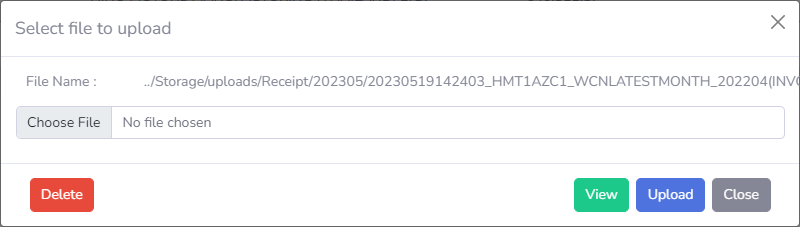 Select file to upload
File Name : ../Storage/uploads/Receipt/202305/20230519142403_HMT1AZC1_WCNLATESTMONTH_202204(INVO
Choose File No file chosen
Delete View Upload Close